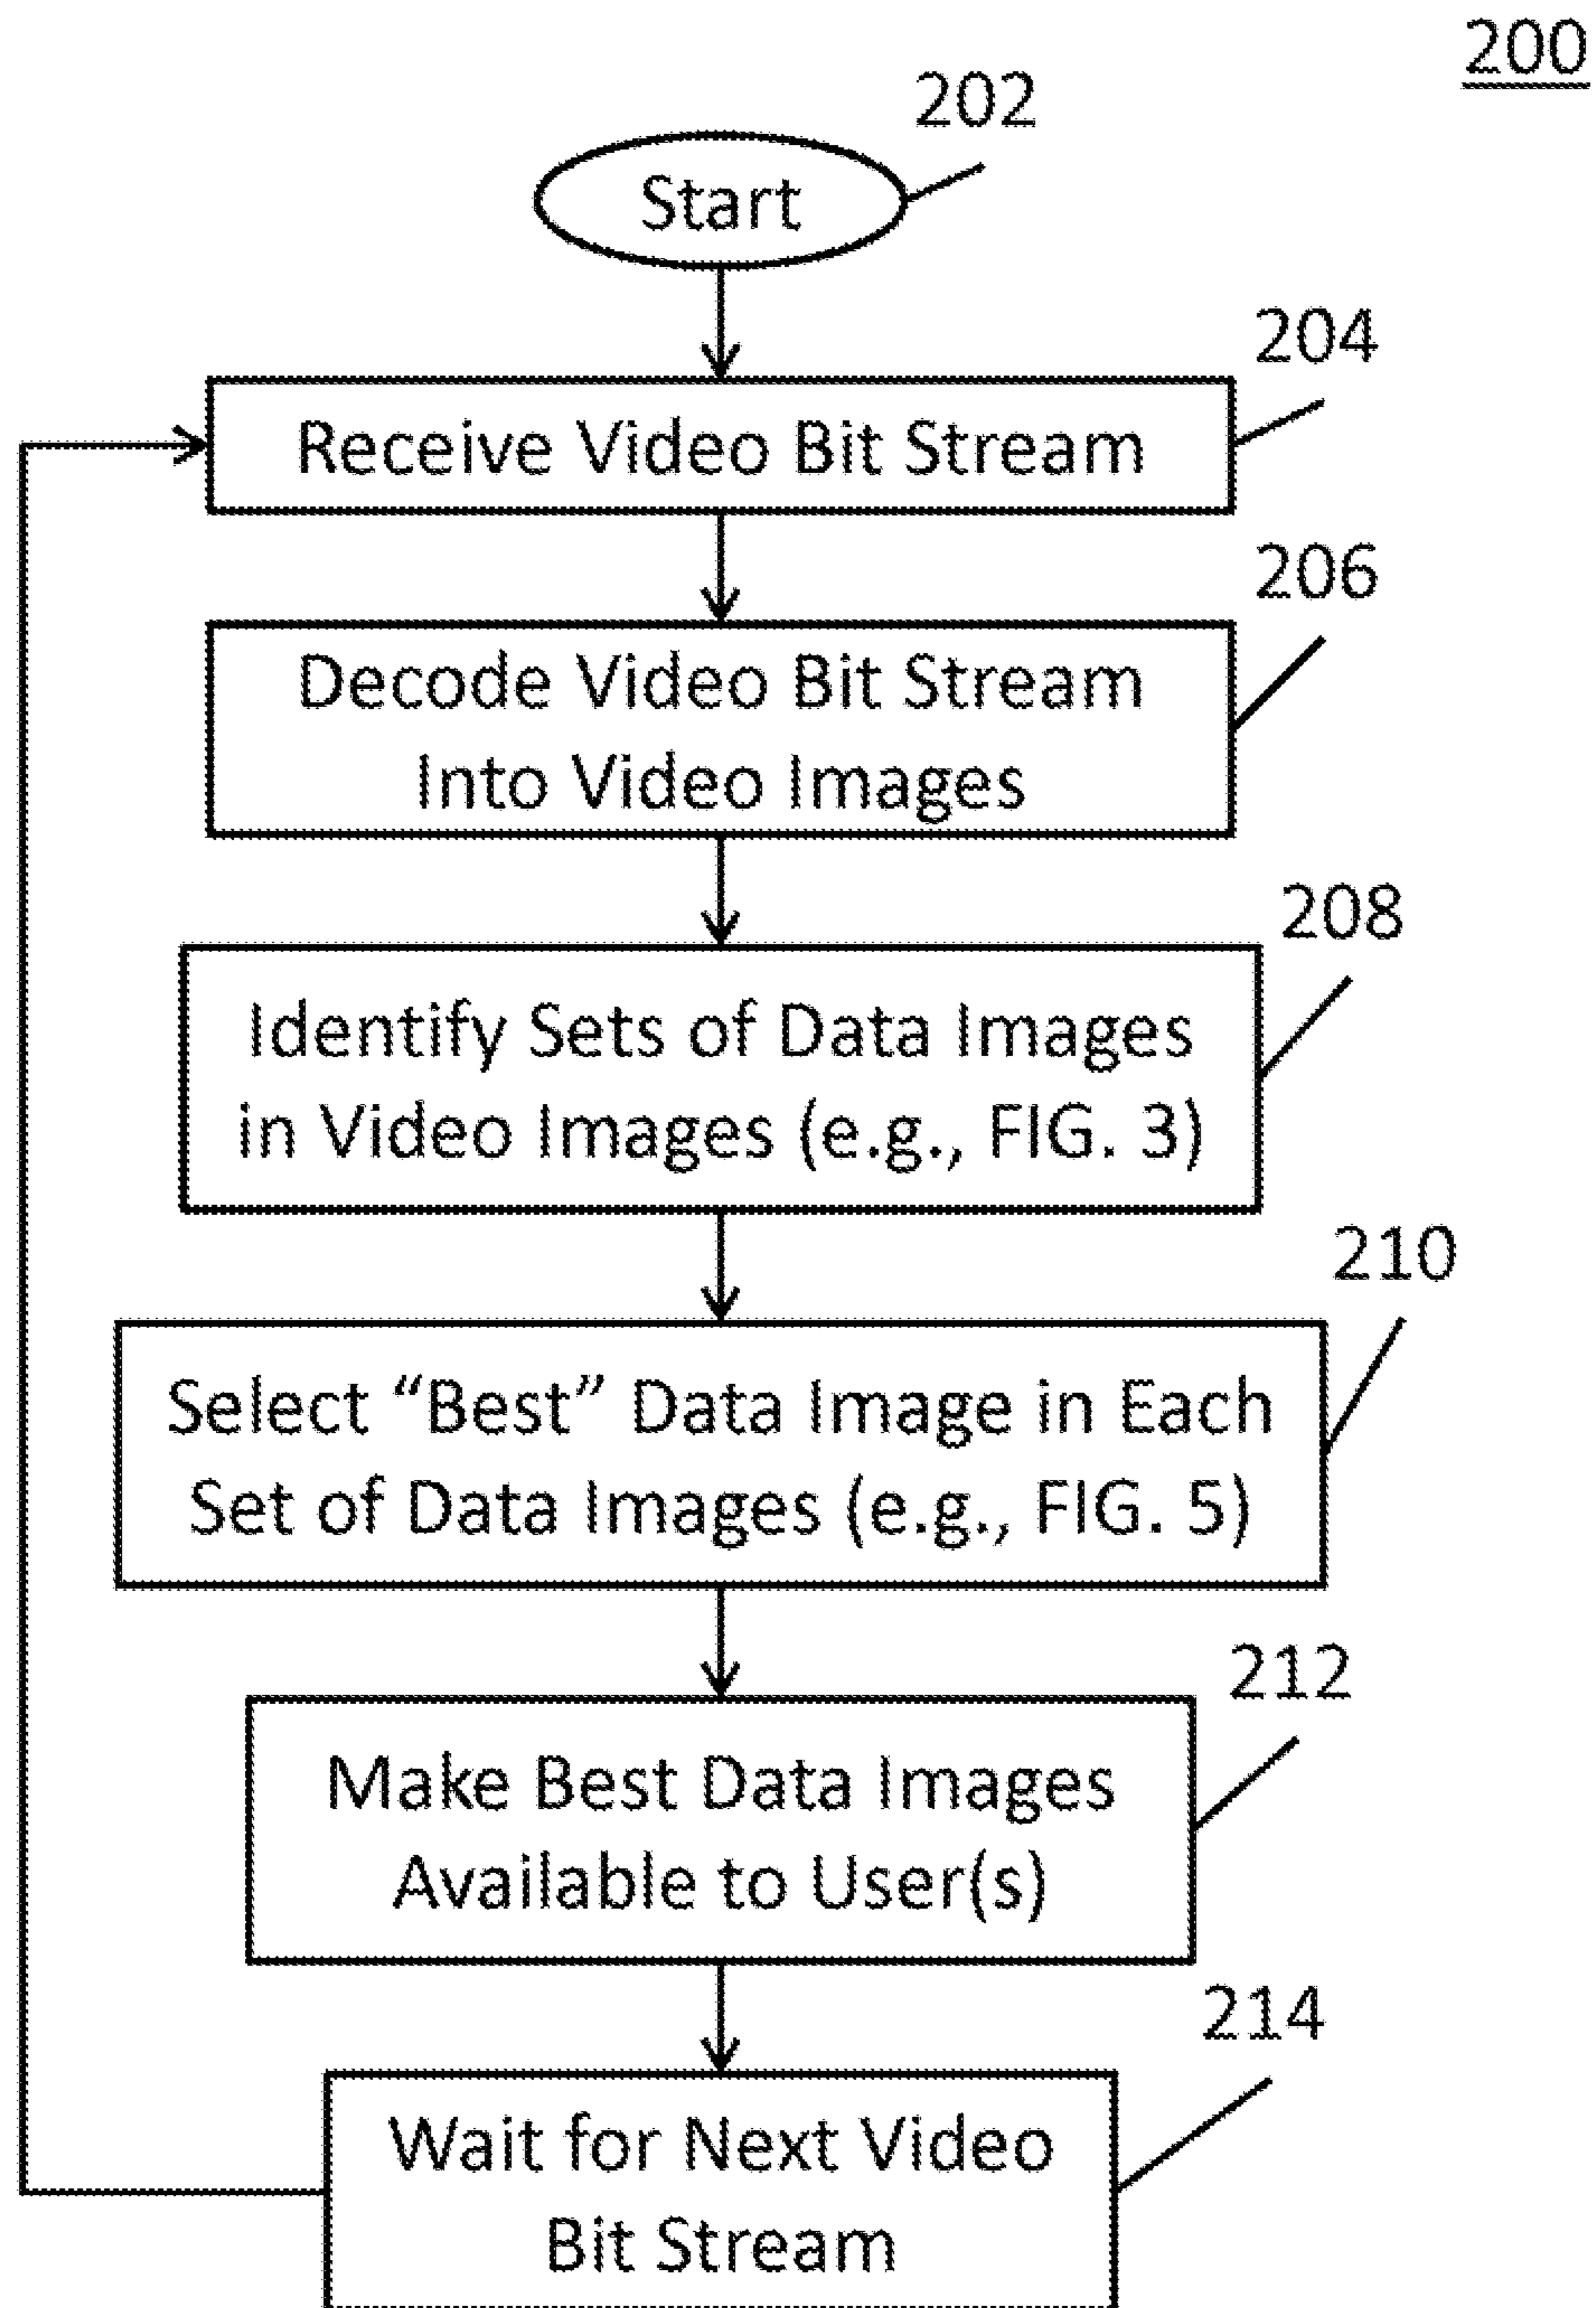 200
202
Start
204
Receive Video Bit Stream
206
Decode Video Bit Stream
Into Video Images
208
Identify Sets of Data Images
in Video Images (e.g., FIG. 3)
210
Select “Best” Data Image in Each
Set of Data Images (e.g., FIG. 5)
212
Make Best Data Images
Available to User(s)
214
Wait for Next Video
Bit Stream